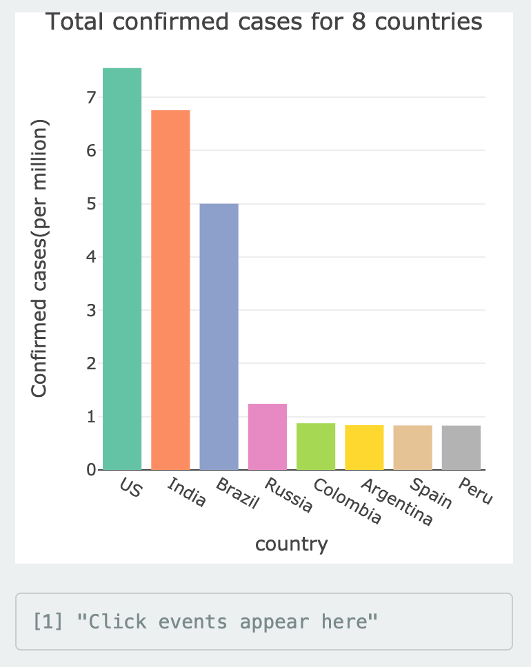 Total confirmed cases for 8 countries
Confirmed cases(per million)
7
6
5
4
3
2
1
0
US
India
Brazil
Russia
Colombia
Argentina
Spain
Peru
country
[1] "Click events appear here"